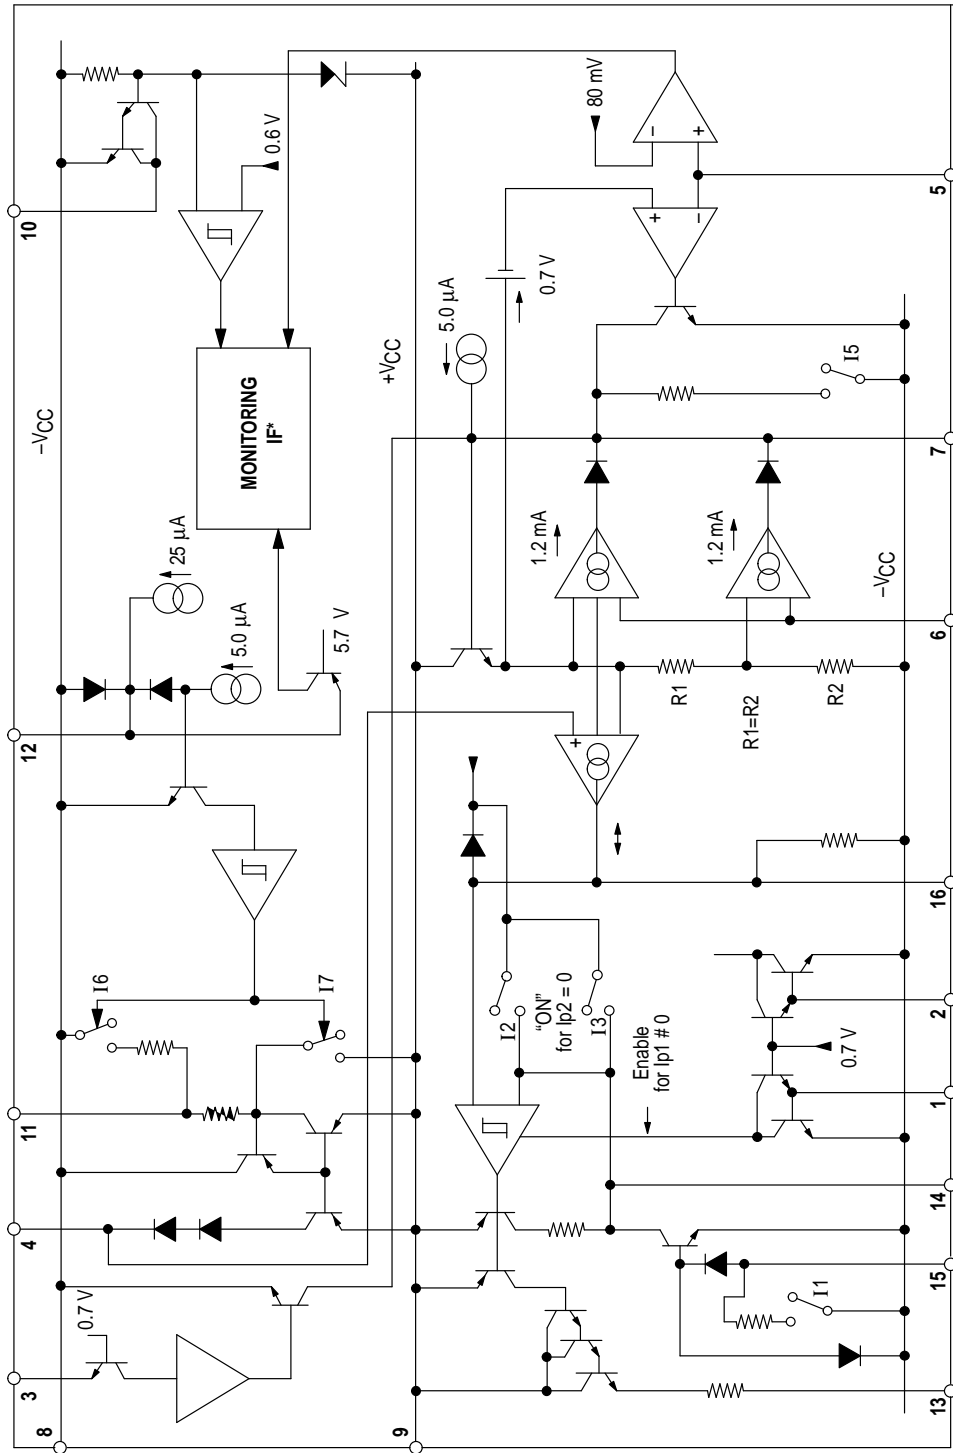 10
–VCC
0.6 V
80 mV
5
MONITORING
IF*
+VCC
5.0 µA
0.7 V
I5
7
25 µA
5.0 µA
5.7 V
1.2 mA
1.2 mA
–VCC
6
12
R1
R1=R2
R2
16
I6
I7
I2
"ON"
for Ip2 = 0
I3
Enable
for Ip1 # 0
2
0.7 V
1
11
14
4
15
I1
0.7 V
3
13
8
9